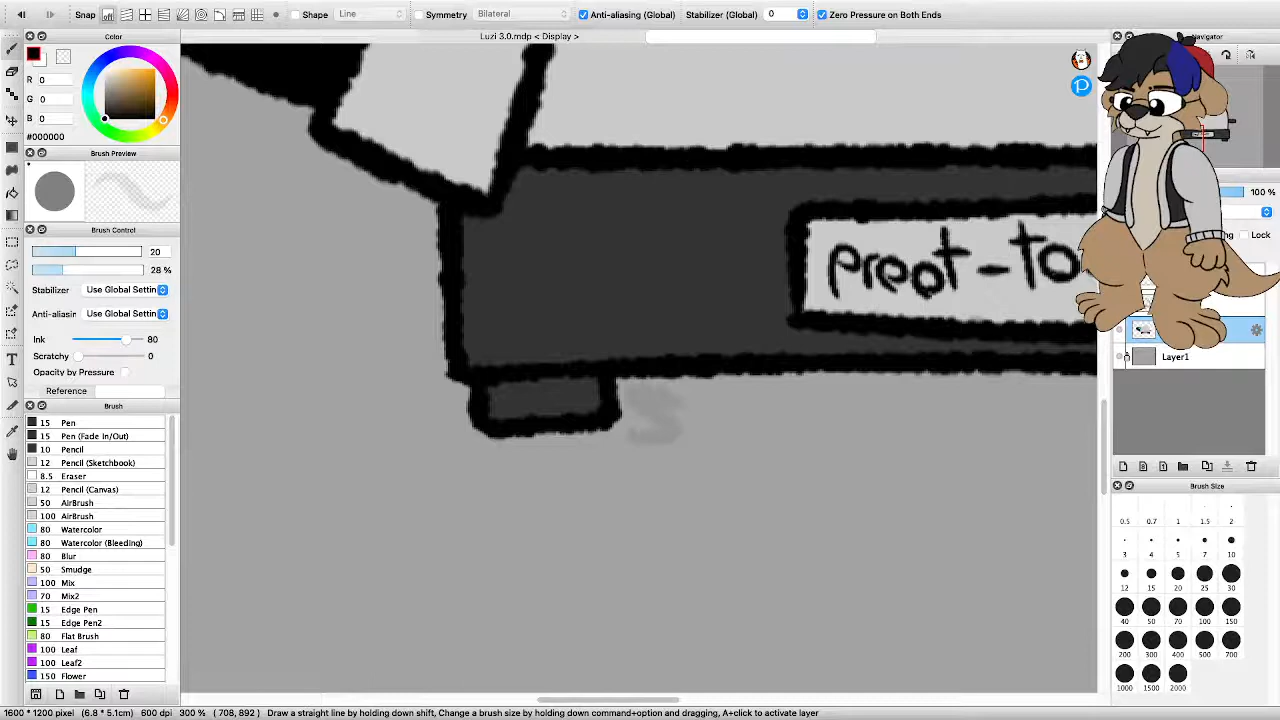 Snap
Shape
Line
Symmetry
Bilateral
Anti-aliasing (Global)
Stabilizer (Global)
0
Zero Pressure on Both Ends
Color
Luzi 3.0.mdp < Display >
Navigator
R 0
G 0
B 0
#000000
Brush Preview
Brush Control
20
28 %
Stabilizer Use Global Settin
Anti-aliasin Use Global Settin
Ink 80
Scratchy 0
Opacity by Pressure
Reference
Brush
15 Pen
15 Pen (Fade In/Out)
10 Pencil
12 Pencil (Sketchbook)
8.5 Eraser
12 Pencil (Canvas)
50 AirBrush
100 AirBrush
80 Watercolor
80 Watercolor (Bleeding)
80 Blur
50 Smudge
100 Mix
70 Mix2
15 Edge Pen
15 Edge Pen2
80 Flat Brush
100 Leaf
100 Leaf2
150 Flower
preot-to
S
100 %
Lock
Layer1
Brush Size
0.5 0.7 1 1.5 2
3 4 5 7 10
12 15 20 25 30
40 50 70 100 150
200 300 400 500 700
1000 1500 2000
1600 * 1200 pixel (6.8 * 5.1cm) 600 dpi 300 % ( 708, 892 ) Draw a straight line by holding down shift, Change a brush size by holding down command+option and dragging, A+click to activate layer